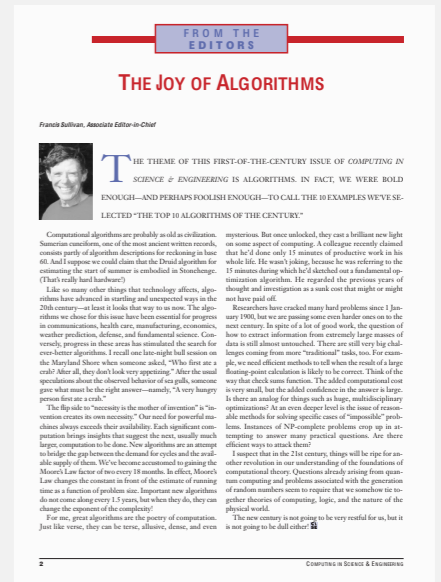 FROM THE
EDITORS
THE JOY OF ALGORITHMS
Francis Sullivan, Associate Editor-in-Chief
THE THEME OF THIS FIRST-OF-THE-CENTURY ISSUE OF COMPUTING IN
SCIENCE & ENGINEERING IS ALGORITHMS. IN FACT, WE WERE BOLD
ENOUGH—AND PERHAPS FOOLISH ENOUGH—TO CALL THE 10 EXAMPLES WE'VE SE-
LECTED "THE TOP 10 ALGORITHMS OF THE CENTURY."
Computational algorithms are probably as old as civilization.
Sumerian cuneiform, one of the most ancient written records,
consists partly of algorithm descriptions for reckoning in base
60. And I suppose we could claim that the Druid algorithm for
estimating the start of summer is embodied in Stonehenge.
(That's really hard hardware!)
Like so many other things that technology affects, algo-
rithms have advanced in startling and unexpected ways in the
20th century—at least it looks that way to us now. The algo-
rithms we chose for this issue have been essential for progress
in communications, health care, manufacturing, economics,
weather prediction, defense, and fundamental science. Con-
versely, progress in these areas has stimulated the search for
ever-better algorithms. I recall one late-night bull session on
the Maryland Shore when someone asked, "Who first ate a
crab? After all, they don't look very appetizing." After the usual
speculations about the observed behavior of sea gulls, someone
gave what must be the right answer—namely, "A very hungry
person first ate a crab."
The flip side to "necessity is the mother of invention" is "in-
vention creates its own necessity." Our need for powerful ma-
chines always exceeds their availability. Each significant com-
putation brings insights that suggest the next, usually much
larger, computation to be done. New algorithms are an attempt
to bridge the gap between the demand for cycles and the avail-
able supply of them. We've become accustomed to gaining the
Moore's Law factor of two every 18 months. In effect, Moore's
Law changes the constant in front of the estimate of running
time as a function of problem size. Important new algorithms
do not come along every 1.5 years, but when they do, they can
change the exponent of the complexity!
For me, great algorithms are the poetry of computation.
Just like verse, they can be terse, allusive, dense, and even
mysterious. But once unlocked, they cast a brilliant new light
on some aspect of computing. A colleague recently claimed
that he'd done only 15 minutes of productive work in his
whole life. He wasn't joking, because he was referring to the
15 minutes during which he'd sketched out a fundamental op-
timization algorithm. He regarded the previous years of
thought and investigation as a sunk cost that might or might
not have paid off.
Researchers have cracked many hard problems since 1 Jan-
uary 1900, but we are passing some even harder ones on to the
next century. In spite of a lot of good work, the question of
how to extract information from extremely large masses of
data is still almost untouched. There are still very big chal-
lenges coming from more "traditional" tasks, too. For exam-
ple, we need efficient methods to tell when the result of a large
floating-point calculation is likely to be correct. Think of the
way that check sums function. The added computational cost
is very small, but the added confidence in the answer is large.
Is there an analog for things such as huge, multidisciplinary
optimizations? At an even deeper level is the issue of reason-
able methods for solving specific cases of "impossible" prob-
lems. Instances of NP-complete problems crop up in at-
tempting to answer many practical questions. Are there
efficient ways to attack them?
I suspect that in the 21st century, things will be ripe for an-
other revolution in our understanding of the foundations of
computational theory. Questions already arising from quan-
tum computing and problems associated with the generation
of random numbers seem to require that we somehow tie to-
gether theories of computing, logic, and the nature of the
physical world.
The new century is not going to be very restful for us, but it
is not going to be dull either!
2
COMPUTING IN SCIENCE & ENGINEERING